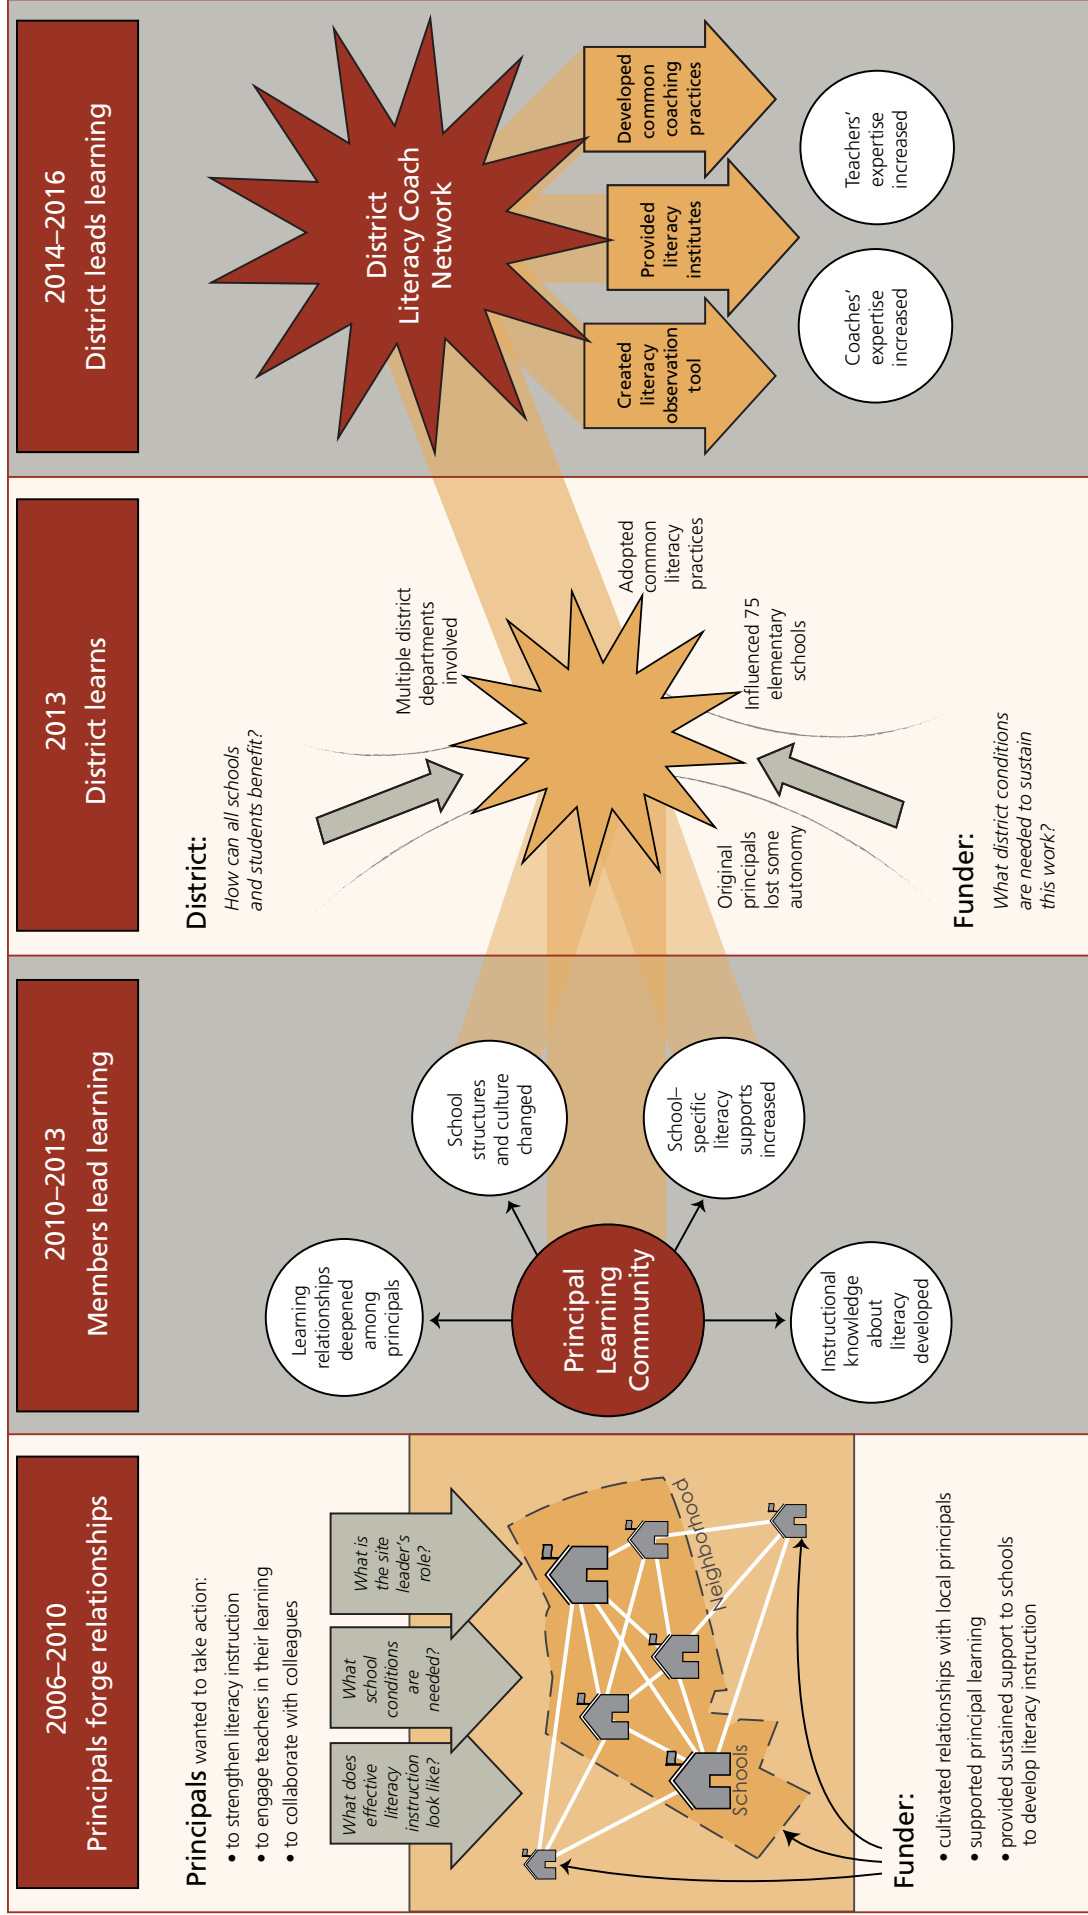 2006–2010
Principals forge relationships
Principals wanted to take action:
• to strengthen literacy instruction
• to engage teachers in their learning
• to collaborate with colleagues
What does
effective
literacy
instruction
look like?
What
school
conditions
are
needed?
What is
the site
leader's
role?
Neighborhood
Schools
Funder:
• cultivated relationships with local principals
• supported principal learning
• provided sustained support to schools
to develop literacy instruction
2010–2013
Members lead learning
Learning
relationships
deepened
among
principals
School
structures
and culture
changed
Principal
Learning
Community
School–
specific
literacy
supports
increased
Instructional
knowledge
about
literacy
developed
2013
District learns
District:
How can all schools
and students benefit?
Multiple district
departments
involved
Adopted
common
literacy
practices
Influenced 75
elementary
schools
Original
principals
lost some
autonomy
Funder:
What district conditions
are needed to sustain
this work?
2014–2016
District leads learning
District
Literacy Coach
Network
Created
literacy
observation
tool
Provided
literacy
institutes
Developed
common
coaching
practices
Coaches'
expertise
increased
Teachers'
expertise
increased